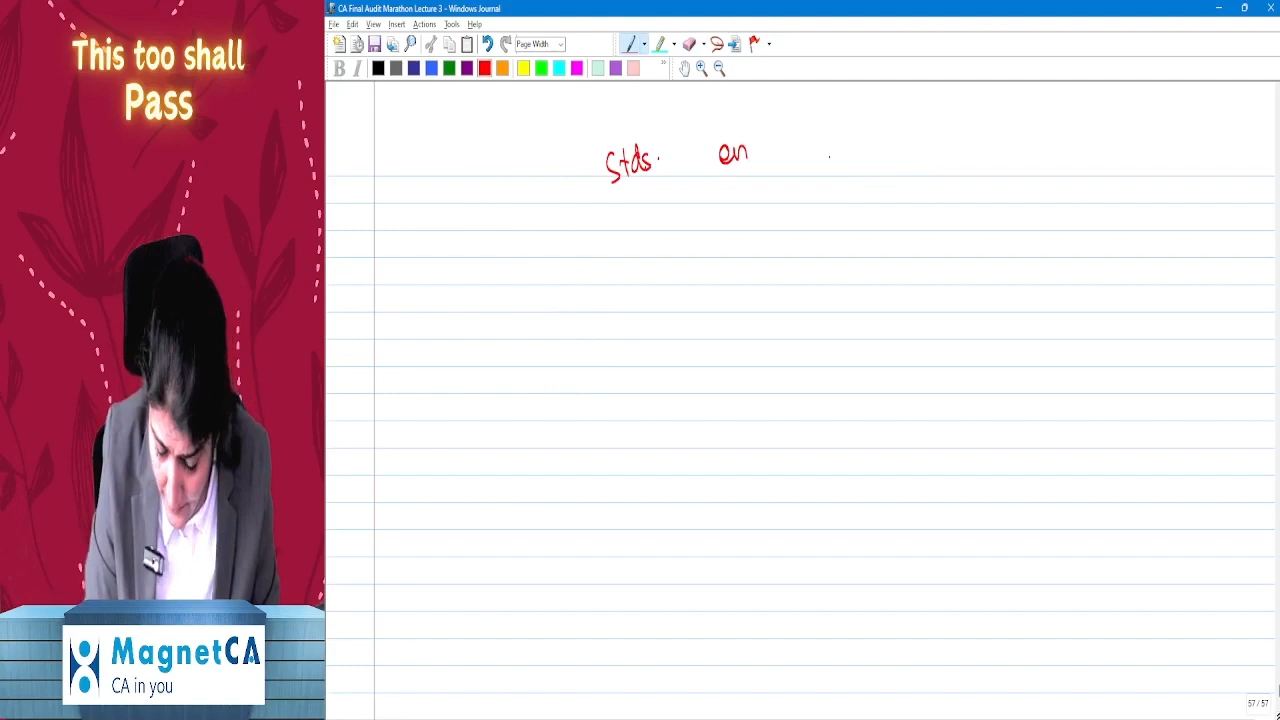 This too shall
Pass
CA Final Audit Marathon Lecture 3 - Windows Journal
File Edit View Insert Actions Tools Help
Page Width
B I
Stds. on
MagnetCA
CA in you
57 / 57